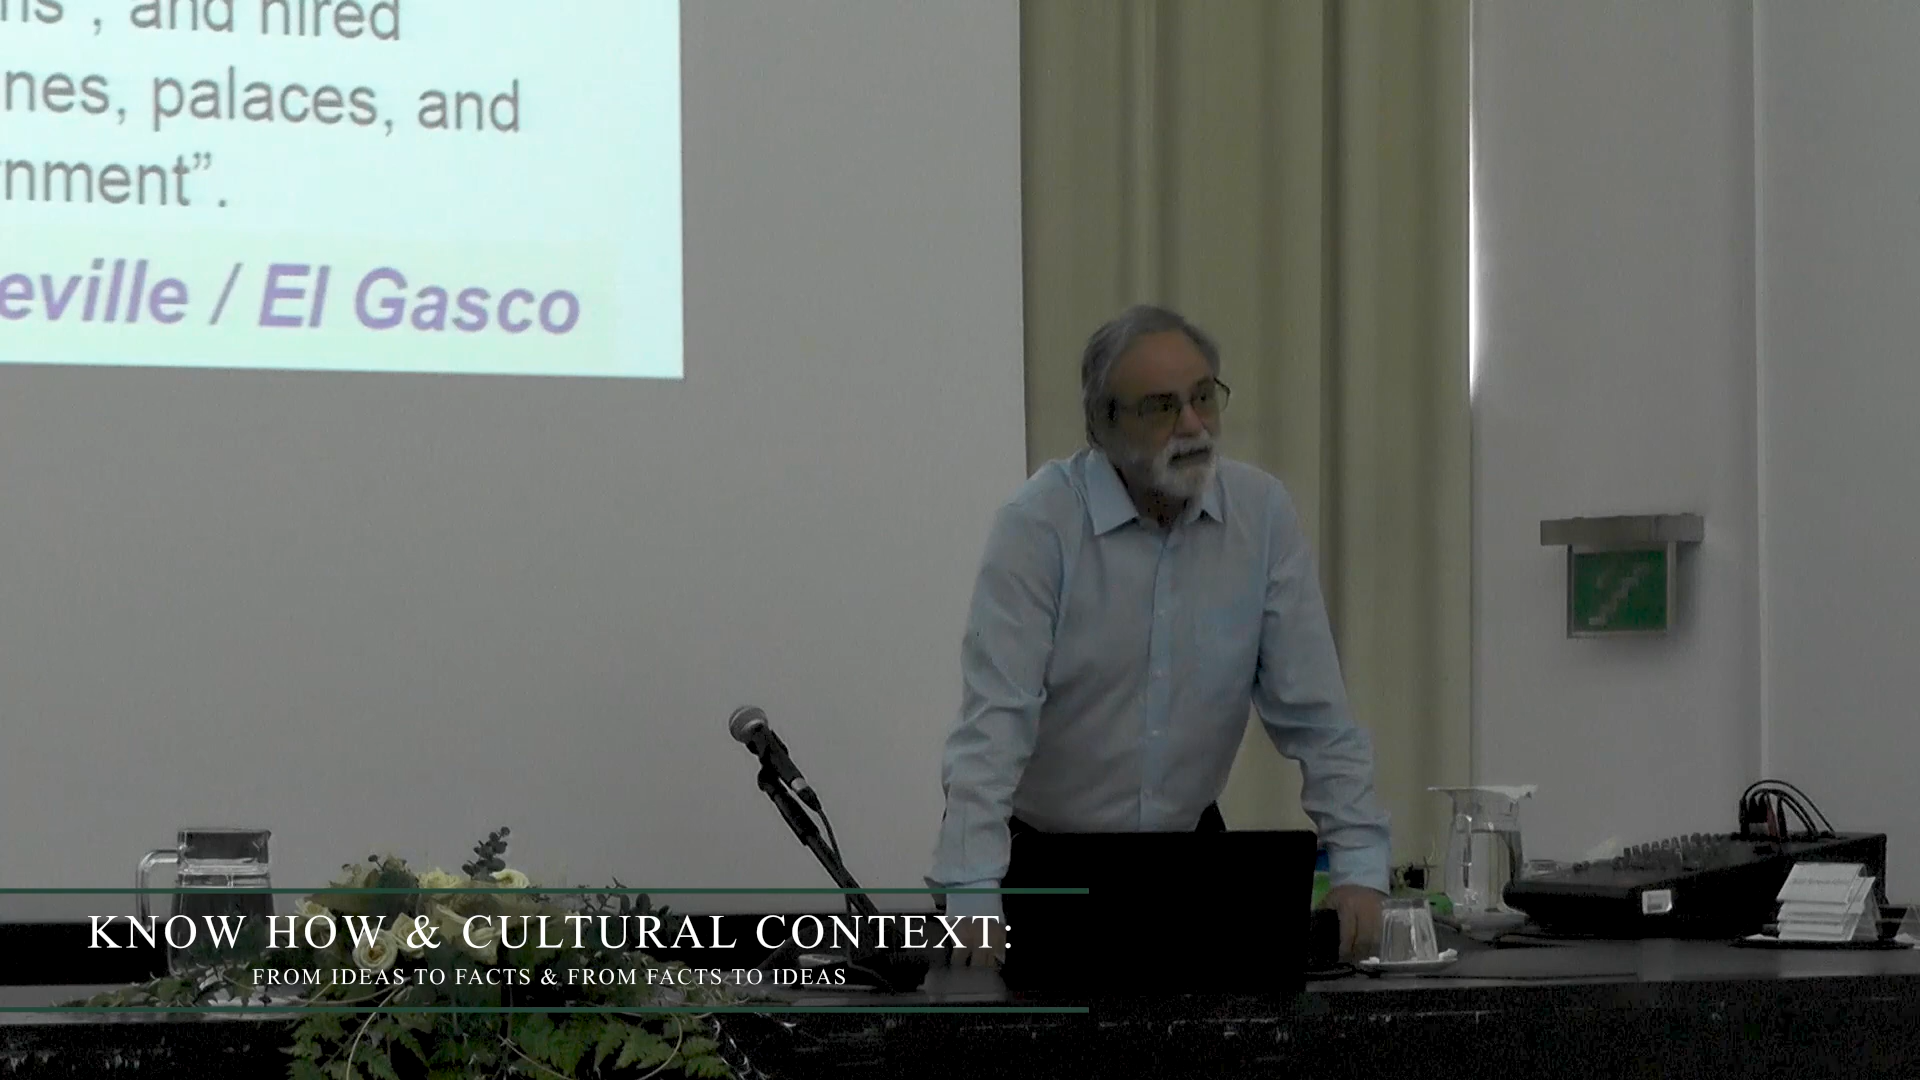 ns", and hired
nes, palaces, and
nment”.
eville / El Gasco
KNOW HOW & CULTURAL CONTEXT:
FROM IDEAS TO FACTS & FROM FACTS TO IDEAS